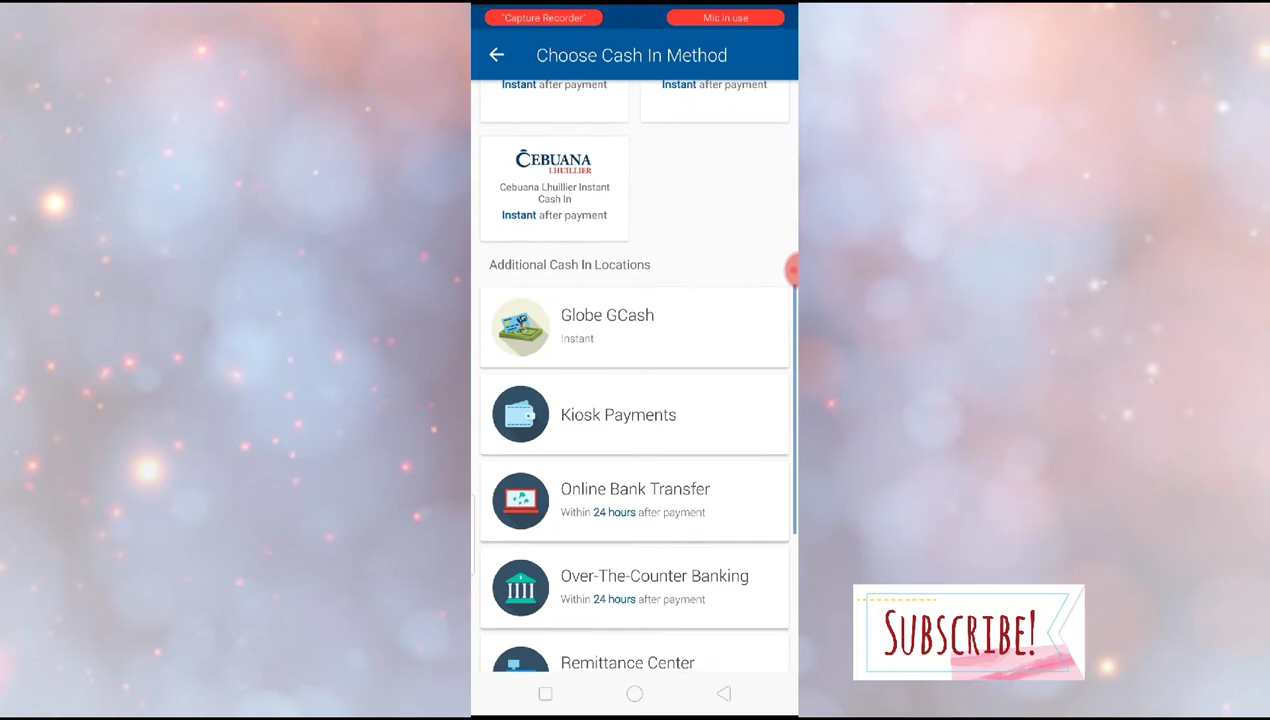 "Capture Recorder"
Mic in use
Choose Cash In Method
Instant after payment
Instant after payment
CEBUANA
LHUILLIER
Cebuana Lhuillier Instant
Cash In
Instant after payment
Additional Cash In Locations
Globe GCash
Instant
Kiosk Payments
Online Bank Transfer
Within 24 hours after payment
Over-The-Counter Banking
Within 24 hours after payment
Remittance Center
SUBSCRIBE!